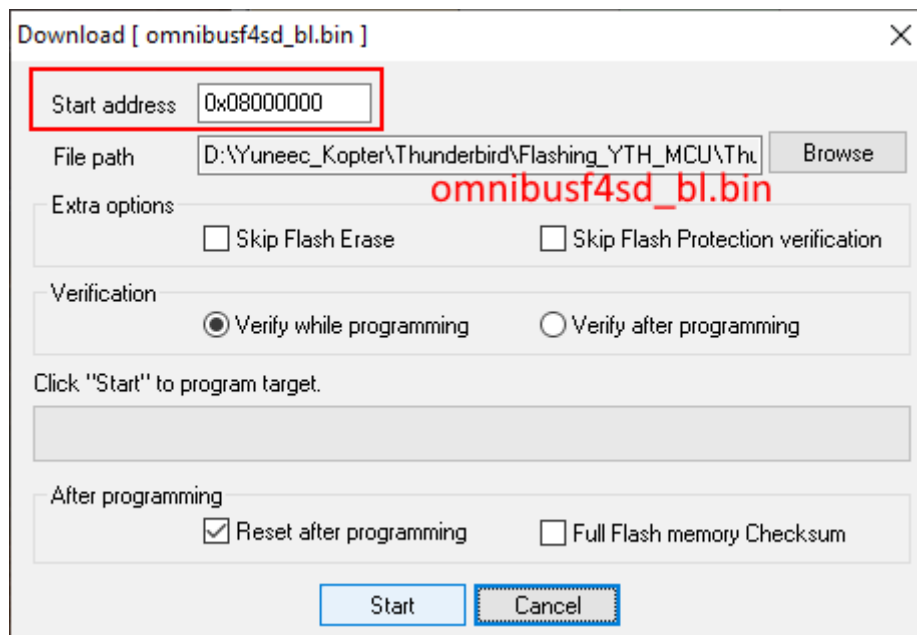 Download [ omnibusf4sd_bl.bin ]
Start address 0x08000000
File path D:\Yuneec_Kopter\Thunderbird\Flashing_YTH_MCU\Thu Browse
omnibusf4sd_bl.bin
Extra options
Skip Flash Erase Skip Flash Protection verification
Verification
Verify while programming Verify after programming
Click "Start" to program target.
After programming
Reset after programming Full Flash memory Checksum
Start Cancel